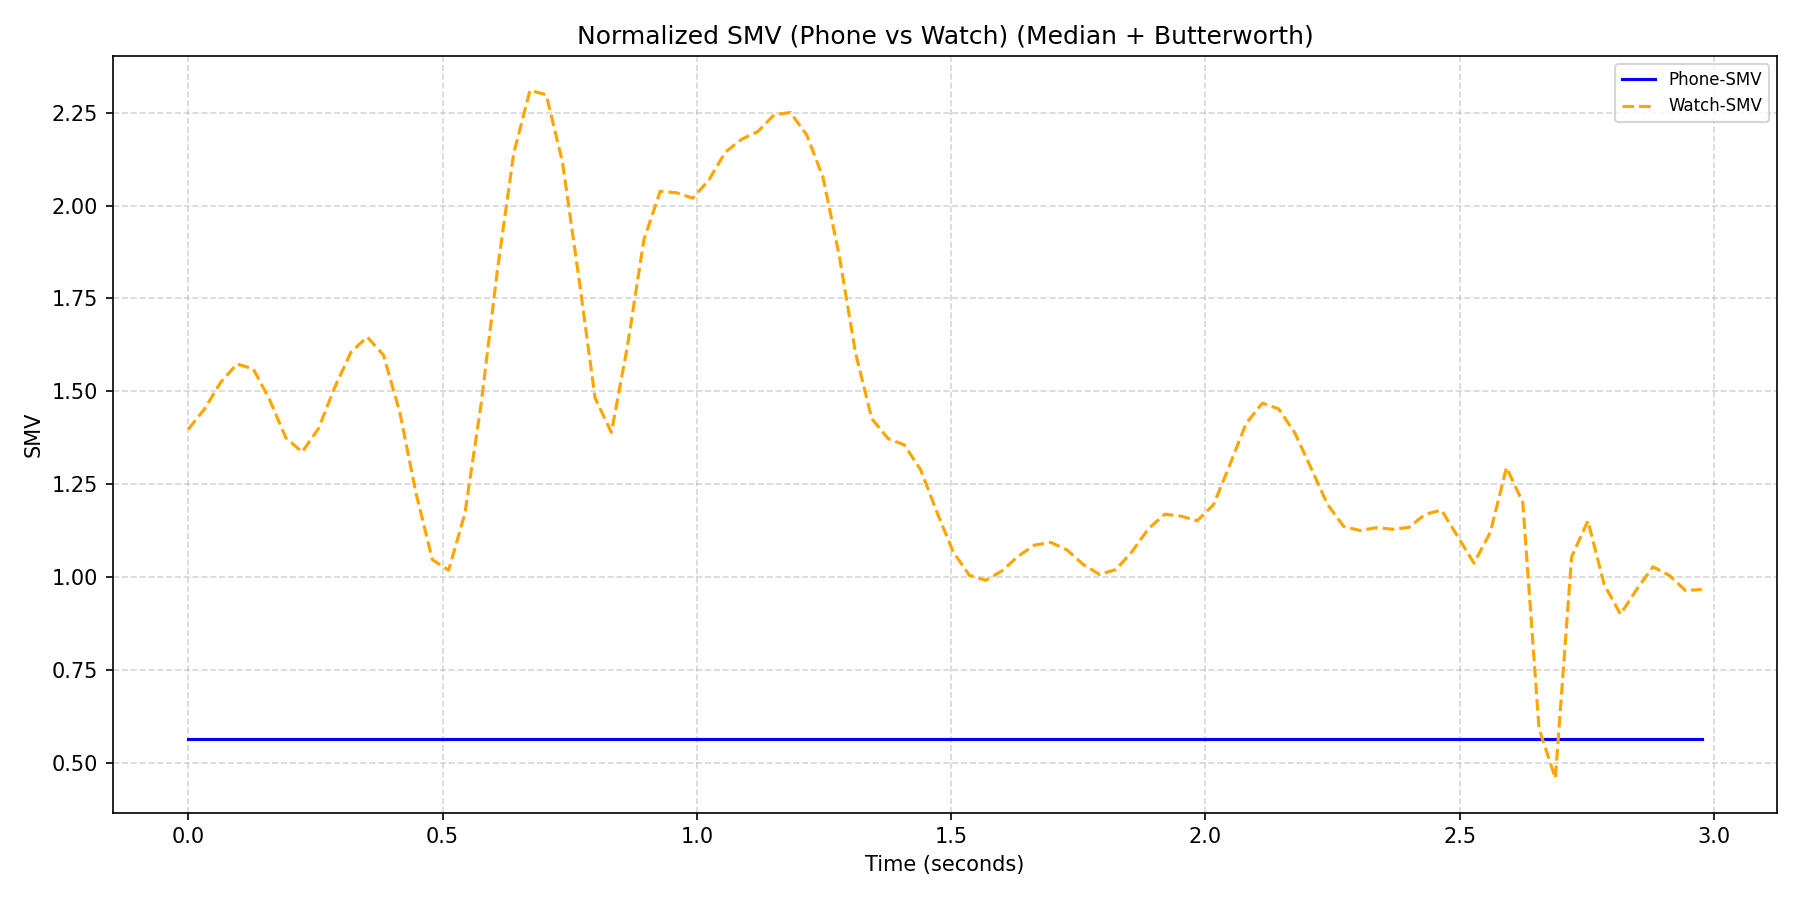 Normalized SMV (Phone vs Watch) (Median + Butterworth)
Phone-SMV
Watch-SMV
2.25
2.00
1.75
1.50
1.25
1.00
0.75
0.50
SMV
0.0 0.5 1.0 1.5 2.0 2.5 3.0
Time (seconds)